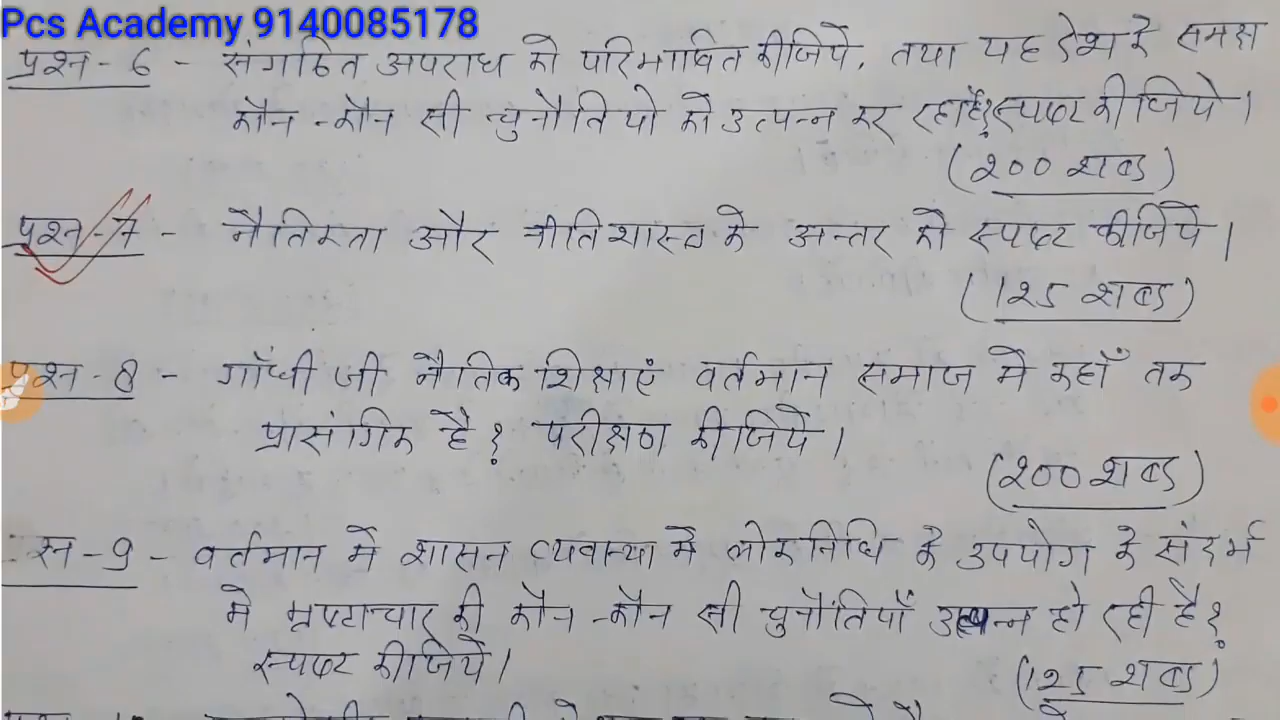 Pcs Academy 9140085178
प्रश्न - 6 - संगठित अपराध को परिभाषित कीजिये, तथा यह देश के समक्ष
कौन - कौन सी चुनौतियो को उत्पन्न कर रहा है? स्पष्ट कीजिये।
(200 शब्द)
प्रश्न - 7 - नैतिकता और नीतिशास्त्र के अन्तर को स्पष्ट कीजिये।
(125 शब्द)
प्रश्न - 8 - गाँधी जी नैतिक शिक्षाएं वर्तमान समाज मे कहाँ तक
प्रासंगिक है? परीक्षण कीजिये।
(200 शब्द)
श्न - 9 - वर्तमान मे शासन व्यवस्था मे लोकनिधि के उपयोग के संदर्भ
मे भ्रष्टाचार की कौन - कौन सी चुनौतियाँ उत्पन्न हो रही है?
स्पष्ट कीजिये।
(125 शब्द)